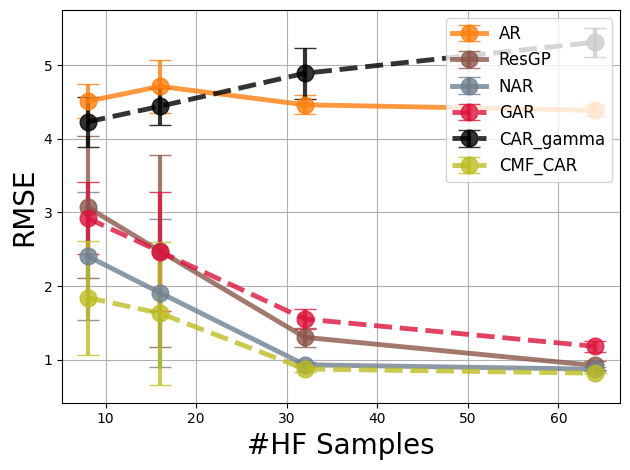 AR
ResGP
NAR
GAR
CAR_gamma
CMF_CAR
5
4
3
2
1
RMSE
10 20 30 40 50 60
#HF Samples